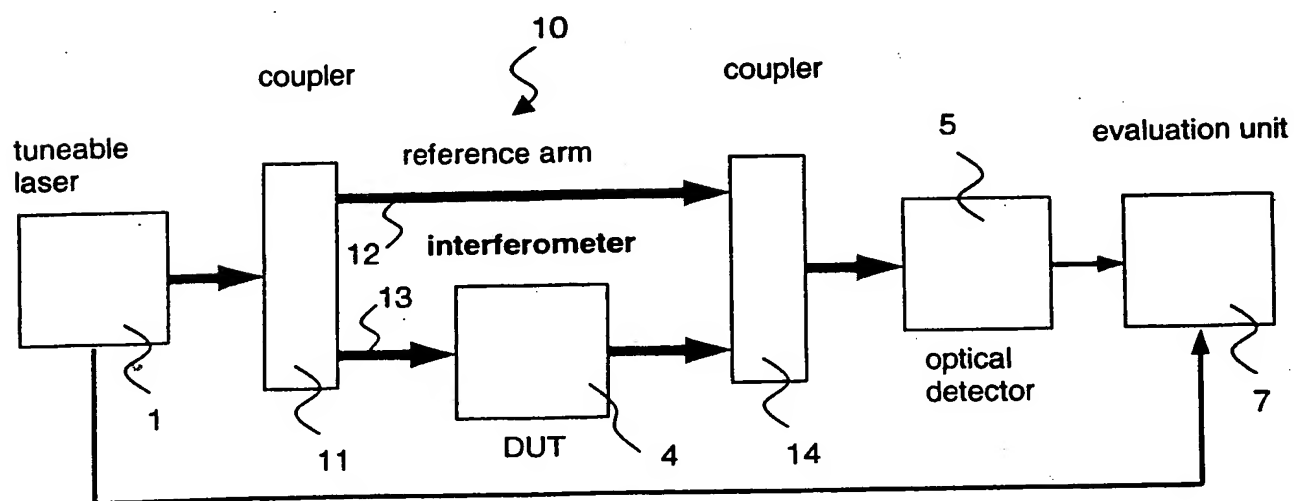 10
coupler
coupler
5
evaluation unit
tuneable
laser
reference arm
12
interferometer
13
optical
detector
1
11
DUT
4
14
7